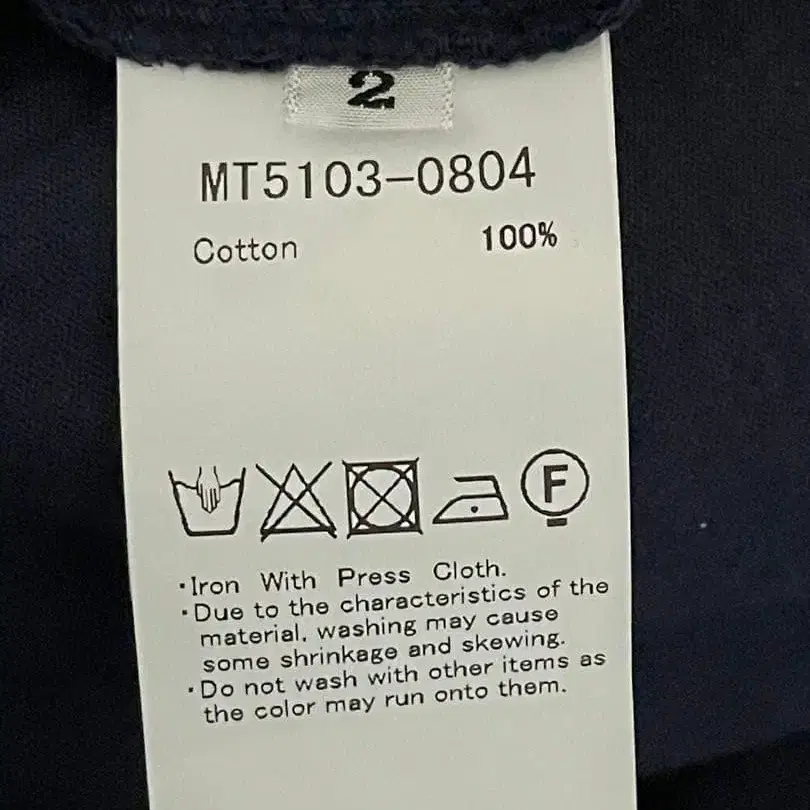 2
MT5103-0804
Cotton 100%
F
・Iron With Press Cloth.
・Due to the characteristics of the
material, washing may cause
some shrinkage and skewing.
・Do not wash with other items as
the color may run onto them.